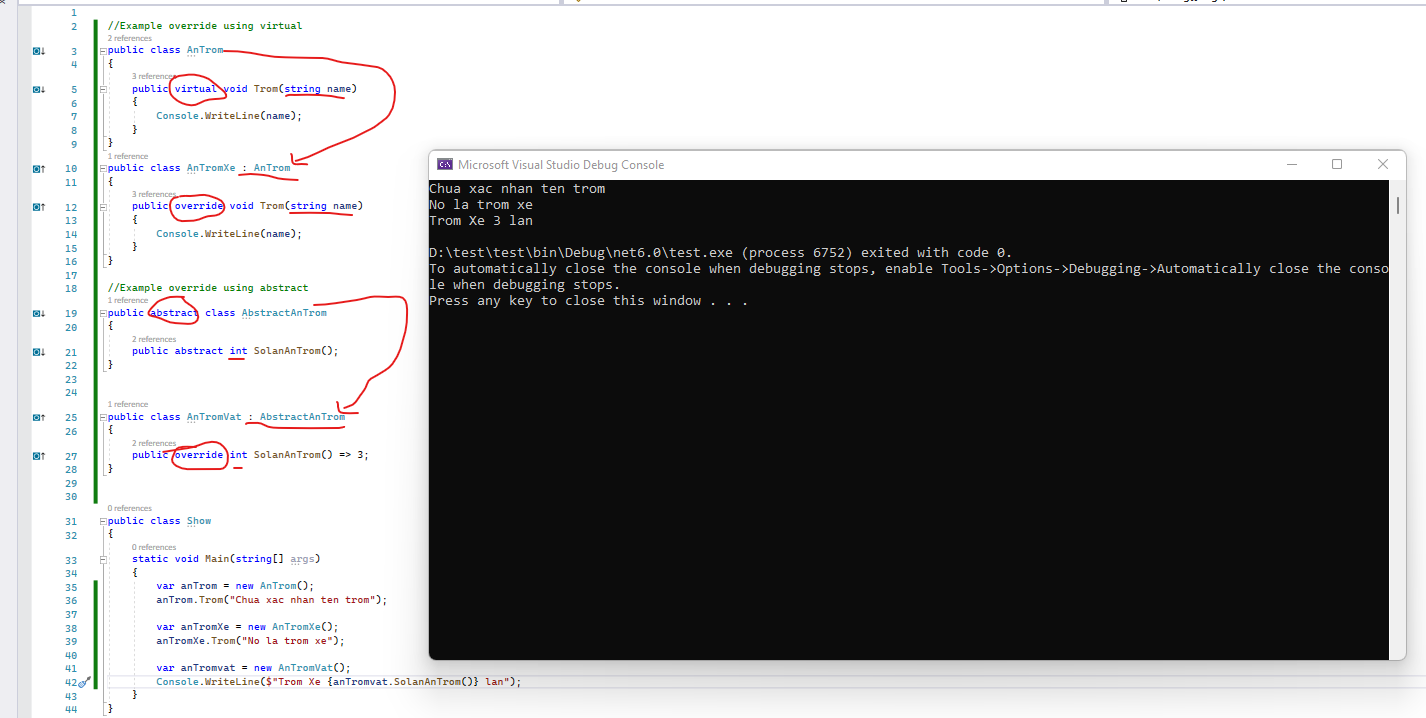 1
2 //Example override using virtual
2 references
3 public class AnTrom
4 {
3 references
5 public virtual void Trom(string name)
6 {
7 Console.WriteLine(name);
8 }
9 }
1 reference
10 public class AnTromXe : AnTrom
11 {
3 references
12 public override void Trom(string name)
13 {
14 Console.WriteLine(name);
15 }
16 }
17
18 //Example override using abstract
1 reference
19 public abstract class AbstractAnTrom
20 {
2 references
21 public abstract int SolanAnTrom();
22 }
23
24
1 reference
25 public class AnTromVat : AbstractAnTrom
26 {
2 references
27 public override int SolanAnTrom() => 3;
28 }
29
30
0 references
31 public class Show
32 {
0 references
33 static void Main(string[] args)
34 {
35 var anTrom = new AnTrom();
36 anTrom.Trom("Chua xac nhan ten trom");
37
38 var anTromXe = new AnTromXe();
39 anTromXe.Trom("No la trom xe");
40
41 var anTromvat = new AnTromVat();
42 Console.WriteLine($"Trom Xe {anTromvat.SolanAnTrom()} lan");
43 }
44 }
Microsoft Visual Studio Debug Console
Chua xac nhan ten trom
No la trom xe
Trom Xe 3 lan
D:\test\test\bin\Debug\net6.0\test.exe (process 6752) exited with code 0.
To automatically close the console when debugging stops, enable Tools->Options->Debugging->Automatically close the conso
le when debugging stops.
Press any key to close this window . . .